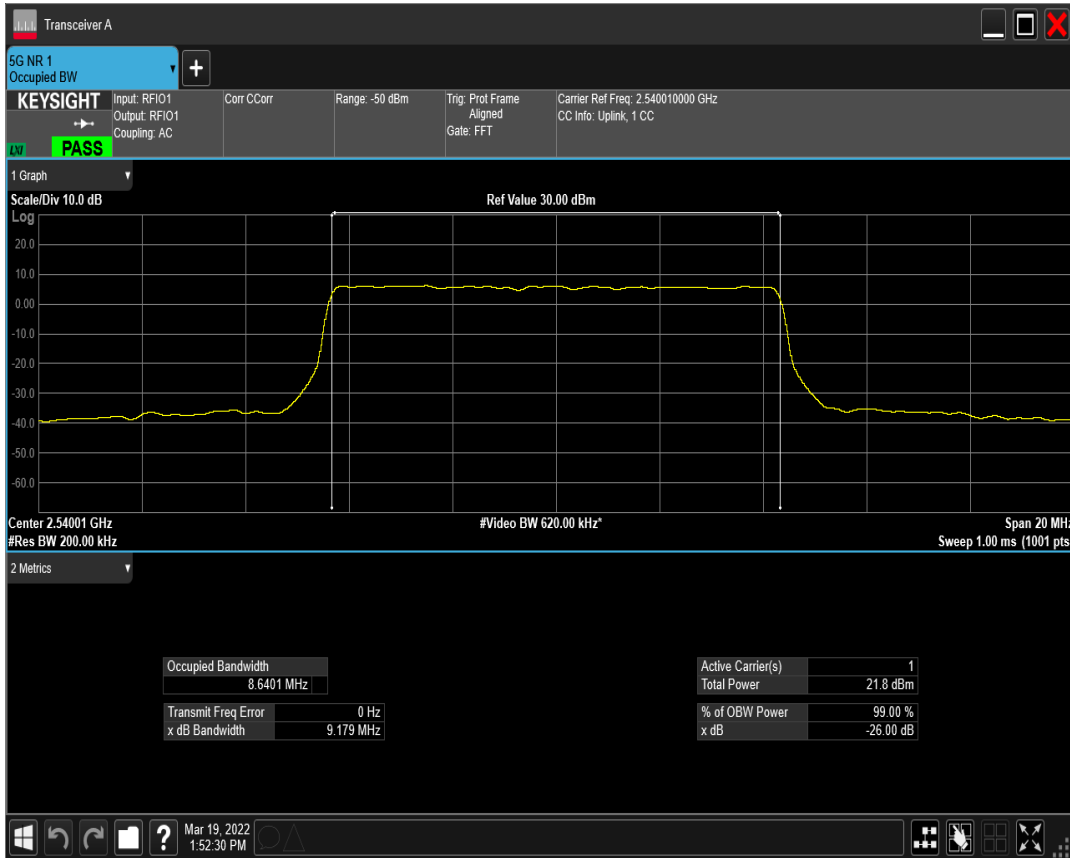 Transceiver A
5G NR 1
Occupied BW
+
KEYSIGHT
LXI
PASS
Input: RFIO1
Output: RFIO1
Coupling: AC
Corr CCorr
Range: -50 dBm
Trig: Prot Frame
Aligned
Gate: FFT
Carrier Ref Freq: 2.540010000 GHz
CC Info: Uplink, 1 CC
1 Graph
Scale/Div 10.0 dB
Ref Value 30.00 dBm
Log
20.0
10.0
0.00
-10.0
-20.0
-30.0
-40.0
-50.0
-60.0
Center 2.54001 GHz
#Video BW 620.00 kHz*
Span 20 MHz
#Res BW 200.00 kHz
Sweep 1.00 ms (1001 pts
2 Metrics
Occupied Bandwidth
8.6401 MHz
Transmit Freq Error 0 Hz
x dB Bandwidth 9.179 MHz
Active Carrier(s) 1
Total Power 21.8 dBm
% of OBW Power 99.00 %
x dB -26.00 dB
?
Mar 19, 2022
1:52:30 PM